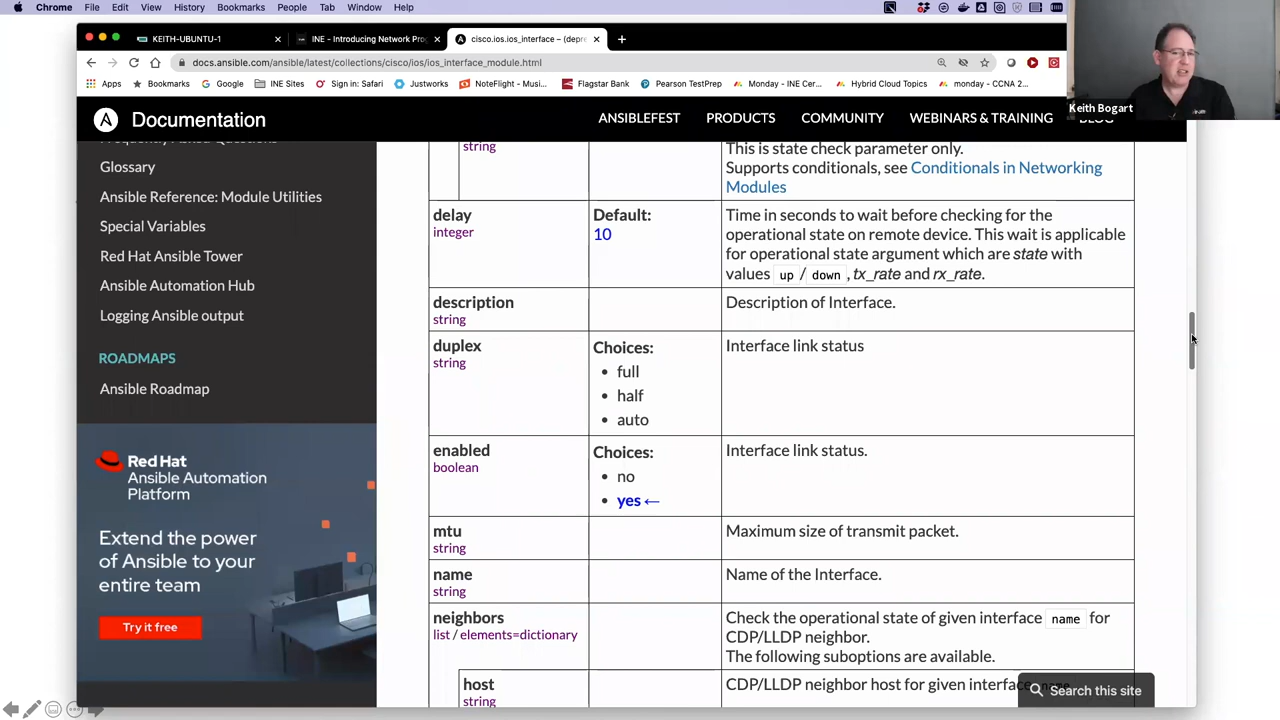 Chrome File Edit View History Bookmarks People Tab Window Help
KEITH-UBUNTU-1
INE - Introducing Network Pro
cisco.ios.ios_interface – (depre
docs.ansible.com/ansible/latest/collections/cisco/ios/ios_interface_module.html
Apps Bookmarks Google INE Sites Sign in: Safari Justworks NoteFlight - Musi... Flagstar Bank Pearson TestPrep Monday - INE Cer... Hybrid Cloud Topics monday - CCNA 2...
Keith Bogart
Documentation
ANSIBLEFEST PRODUCTS COMMUNITY WEBINARS & TRAINING BLOG
Frequently Asked Questions
Glossary
Ansible Reference: Module Utilities
Special Variables
Red Hat Ansible Tower
Ansible Automation Hub
Logging Ansible output
ROADMAPS
Ansible Roadmap
Red Hat
Ansible Automation
Platform
Extend the power
of Ansible to your
entire team
Try it free
string
This is state check parameter only.
Supports conditionals, see Conditionals in Networking
Modules
delay
integer
Default:
10
Time in seconds to wait before checking for the
operational state on remote device. This wait is applicable
for operational state argument which are state with
values up / down, tx_rate and rx_rate.
description
string
Description of Interface.
duplex
string
Choices:
• full
• half
• auto
Interface link status
enabled
boolean
Choices:
• no
• yes ←
Interface link status.
mtu
string
Maximum size of transmit packet.
name
string
Name of the Interface.
neighbors
list / elements=dictionary
Check the operational state of given interface name for
CDP/LLDP neighbor.
The following suboptions are available.
host
string
CDP/LLDP neighbor host for given interface
Search this site